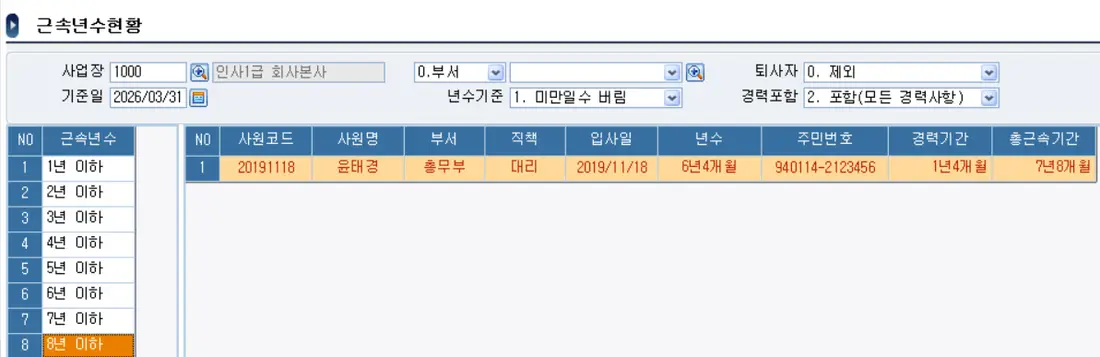 근속년수현황
사업장 1000 인사1급 회사본사 0.부서 퇴사자 0. 제외
기준일 2026/03/31 년수기준 1. 미만일수 버림 경력포함 2. 포함(모든 경력사항)
NO 근속년수 NO 사원코드 사원명 부서 직책 입사일 년수 주민번호 경력기간 총근속기간
1 1년 이하 1 20191118 윤태경 총무부 대리 2019/11/18 6년4개월 940114-2123456 1년4개월 7년8개월
2 2년 이하
3 3년 이하
4 4년 이하
5 5년 이하
6 6년 이하
7 7년 이하
8 8년 이하